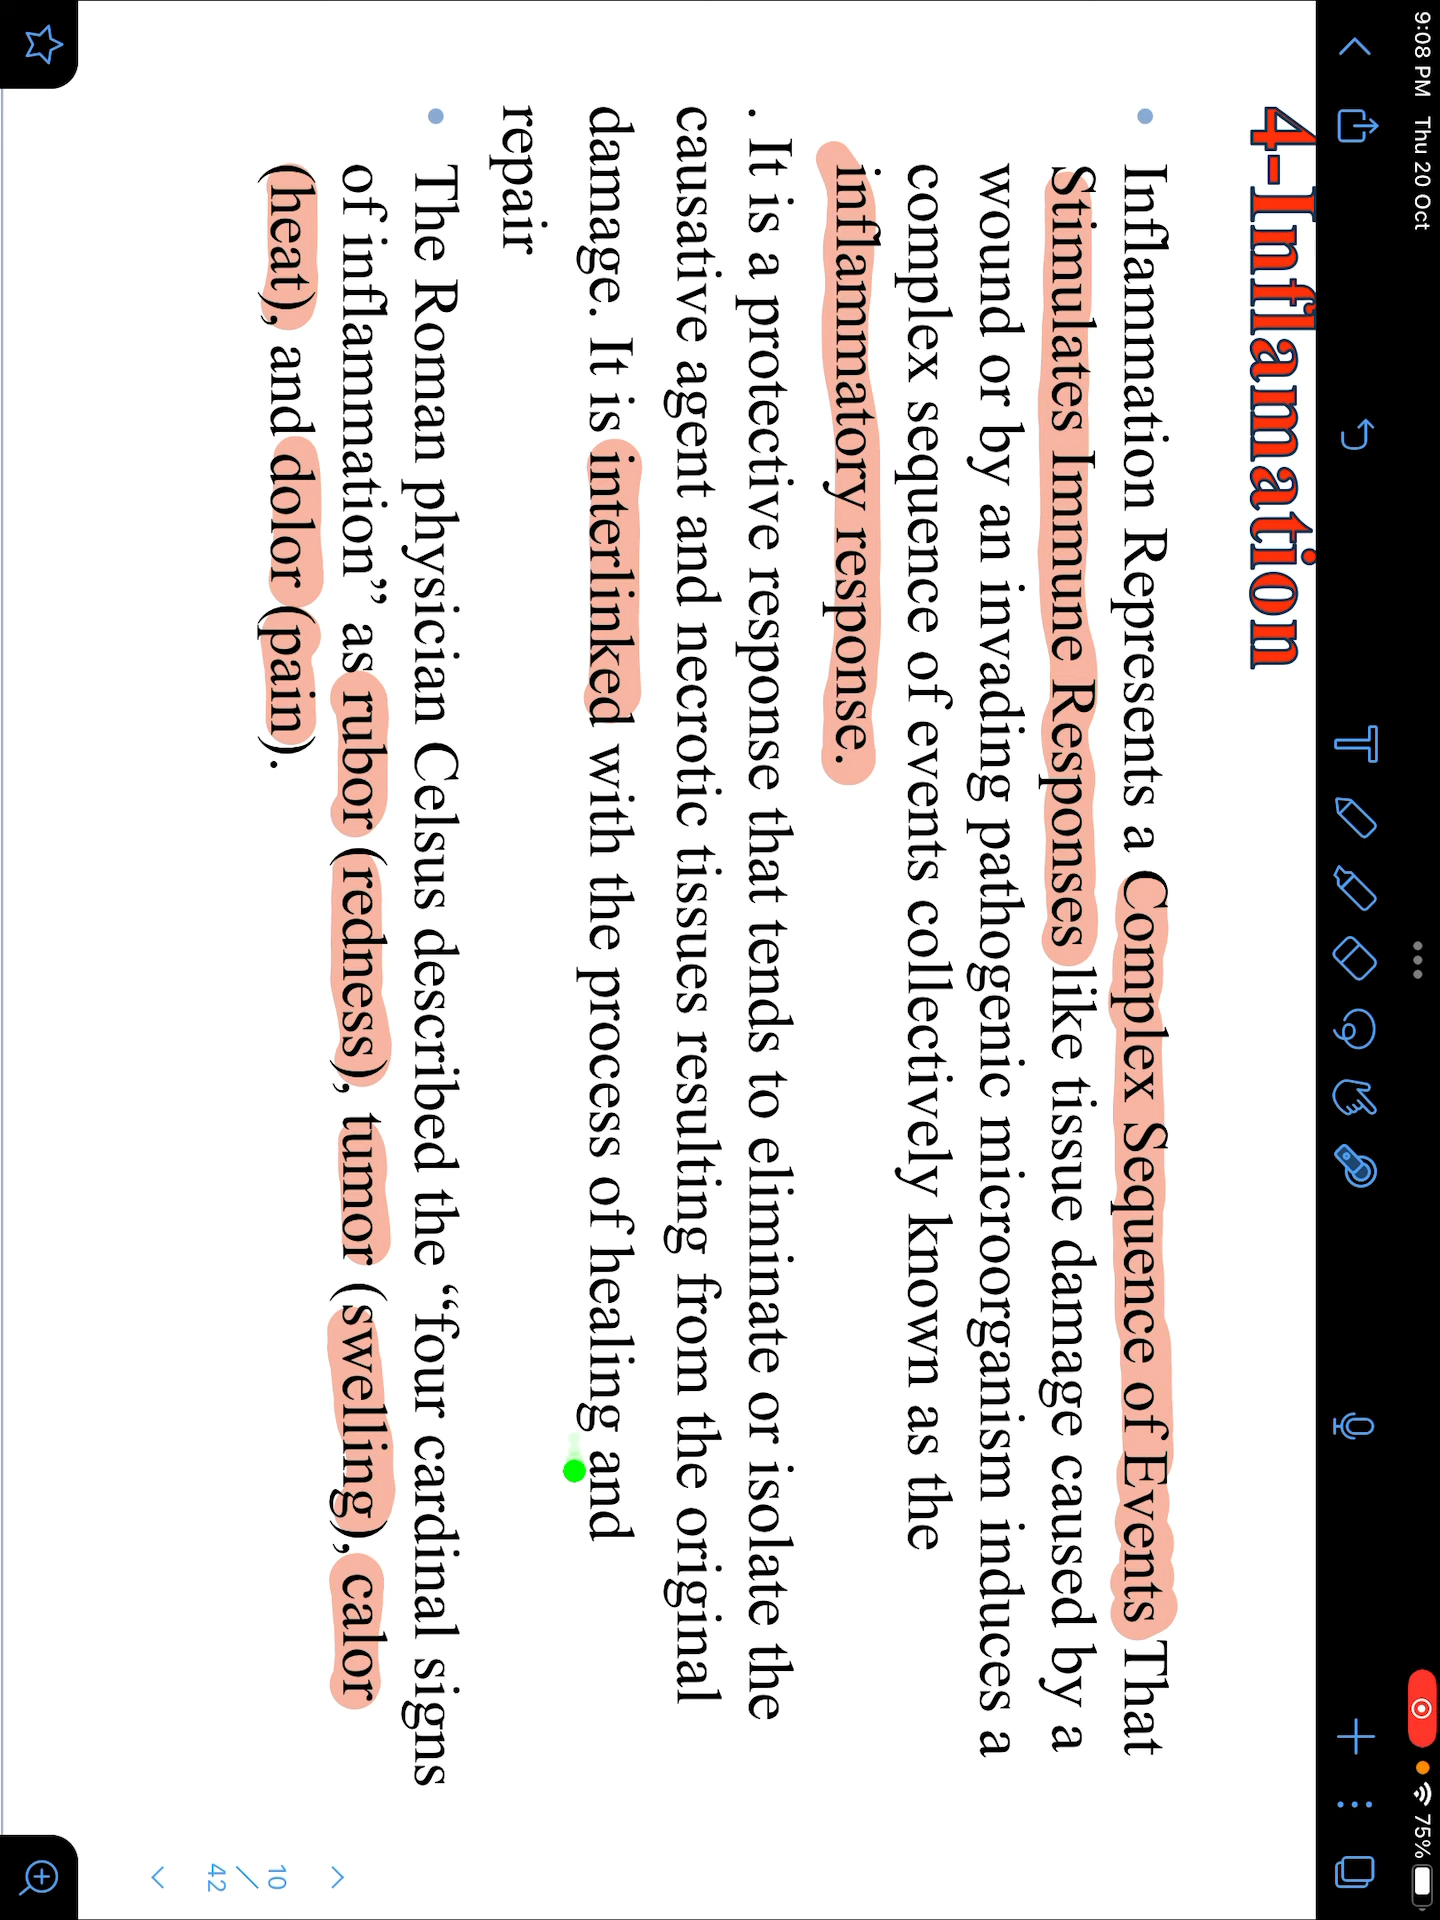 9:08 PM Thu 20 Oct
75%
4-Inflamation
• Inflammation Represents a Complex Sequence of Events That
Stimulates Immune Responses like tissue damage caused by a
wound or by an invading pathogenic microorganism induces a
complex sequence of events collectively known as the
inflammatory response.
. It is a protective response that tends to eliminate or isolate the
causative agent and necrotic tissues resulting from the original
damage. It is interlinked with the process of healing and
repair
• The Roman physician Celsus described the “four cardinal signs
of inflammation” as rubor (redness), tumor (swelling), calor
(heat), and dolor (pain).
10 / 42